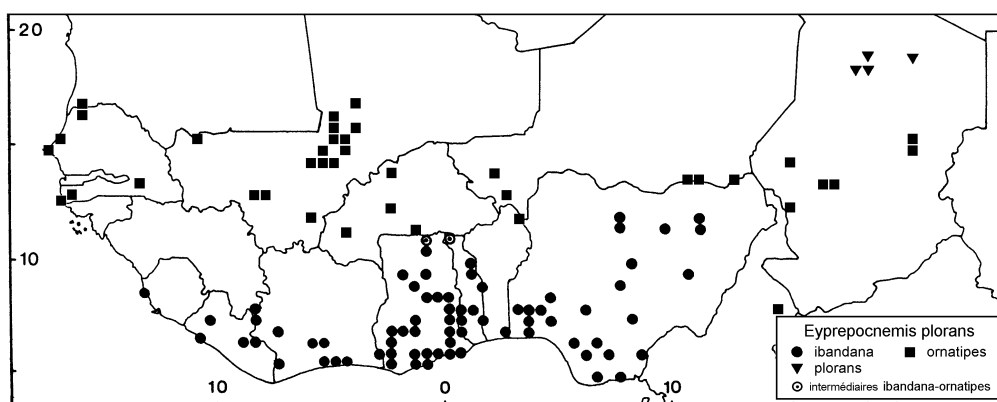 20
10
10
0
10
Eyprepocnemis plorans
ibandana
ornatipes
plorans
intermédiaires ibandana-ornatipes